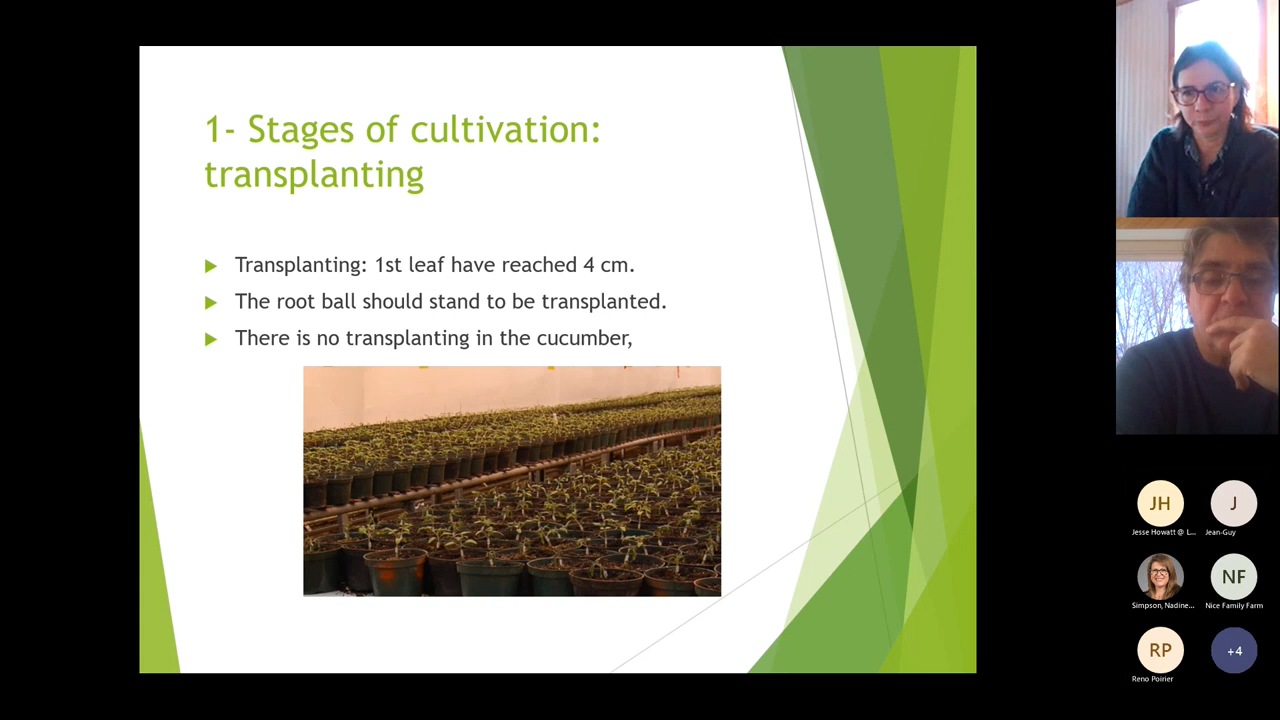 1- Stages of cultivation:
transplanting
Transplanting: 1st leaf have reached 4 cm.
The root ball should stand to be transplanted.
There is no transplanting in the cucumber,
JH
J
Jesse Howatt @ L...
Jean-Guy
NF
Simpson, Nadine...
Nice Family Farm
RP
+4
Reno Poirier